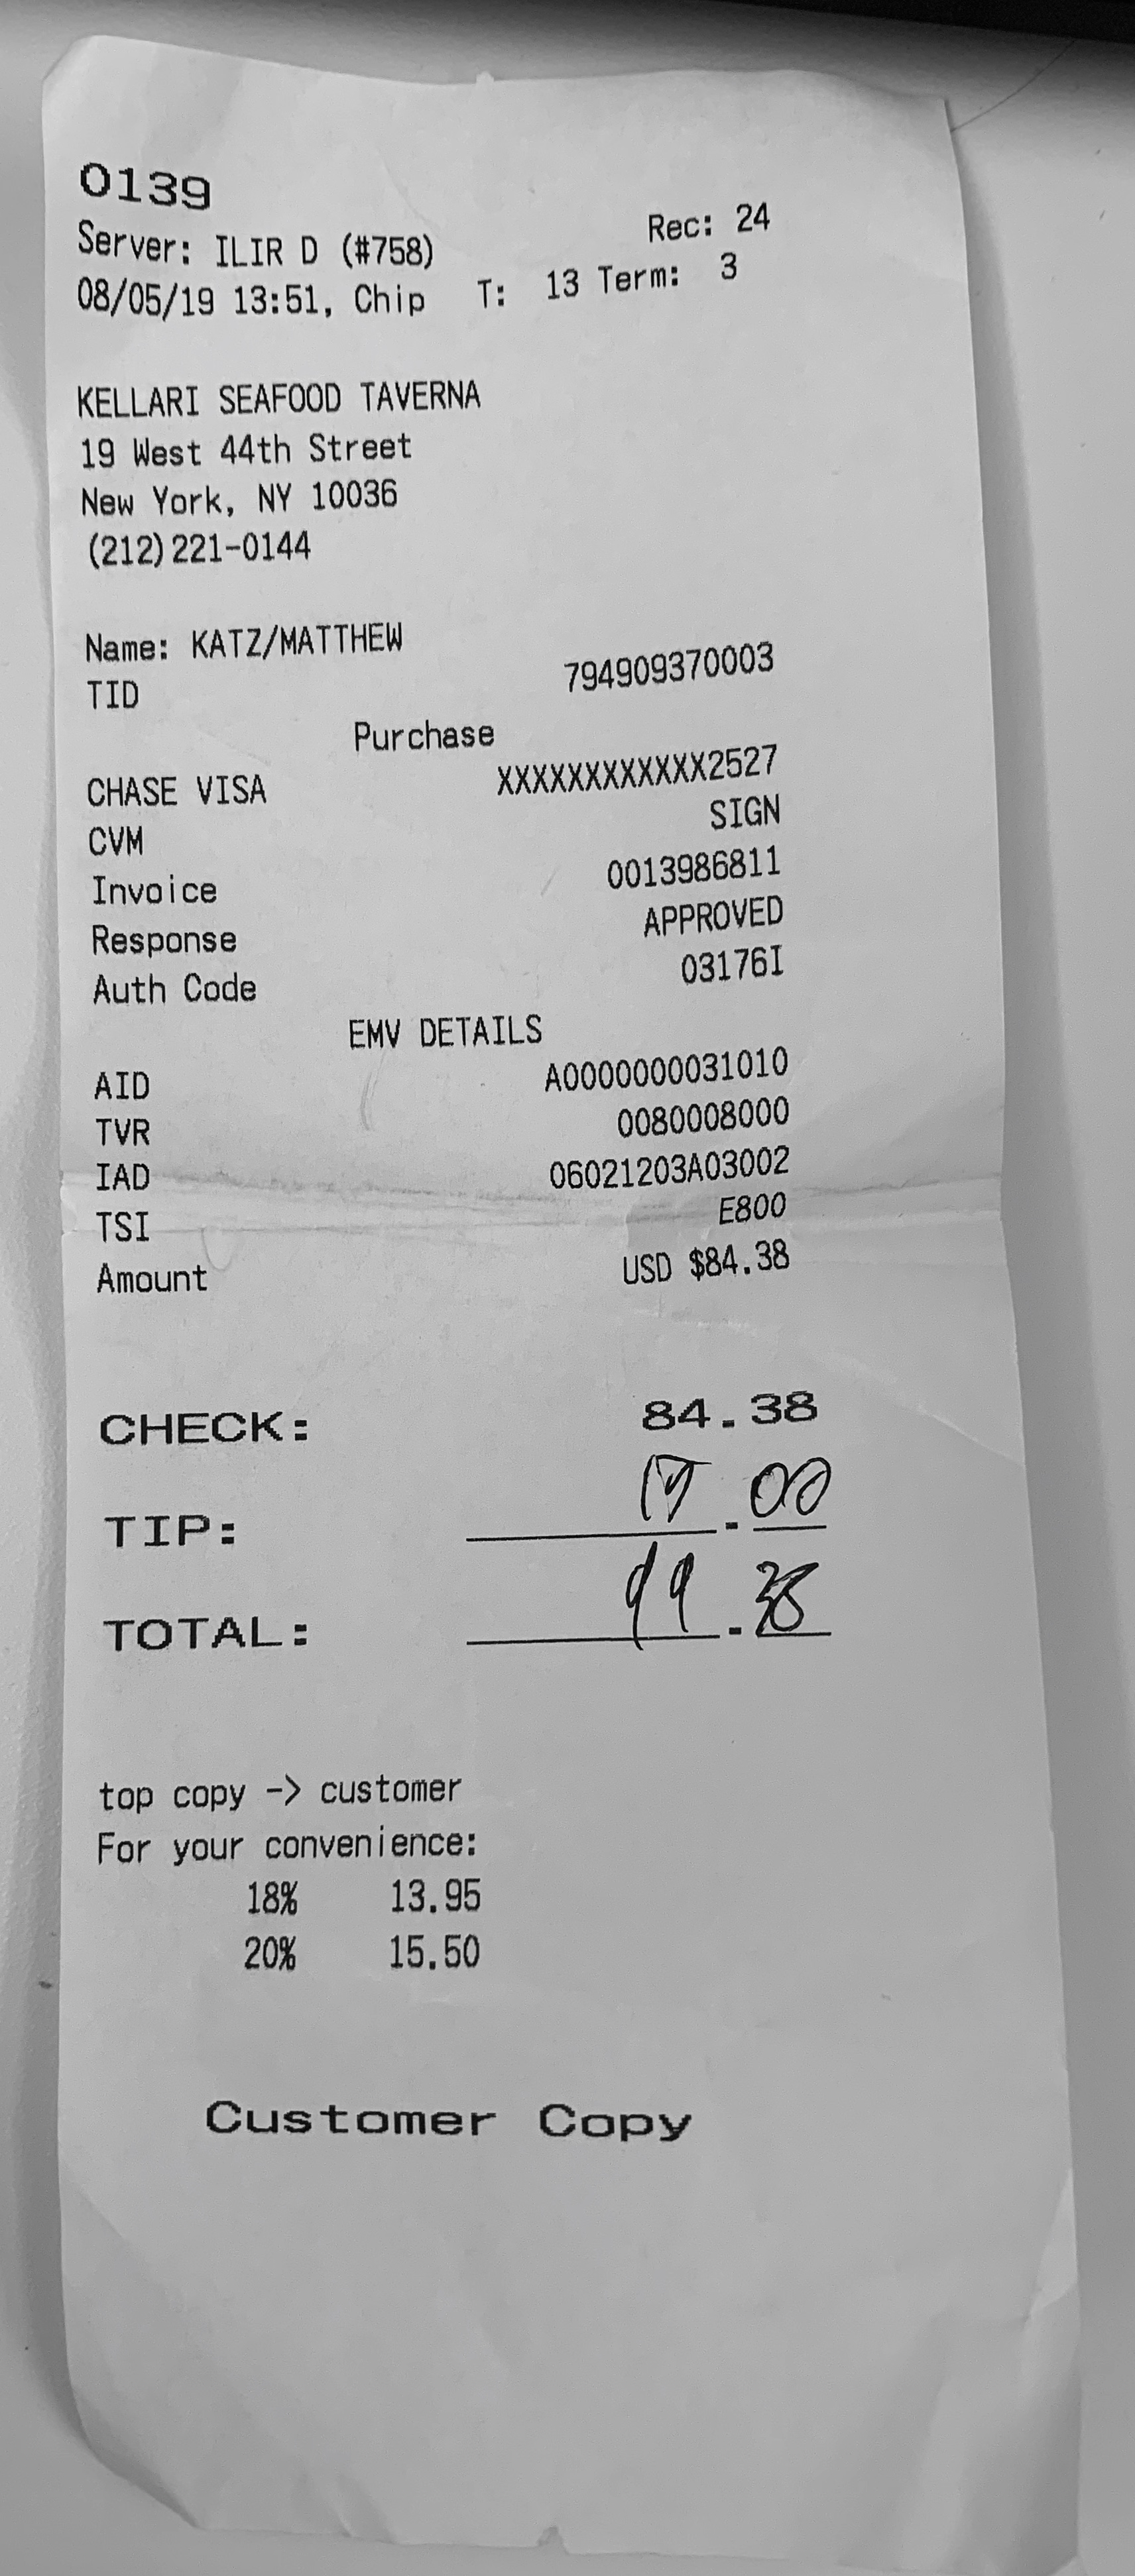 0139
Server: ILIR D (#758) Rec: 24
08/05/19 13:51, Chip T: 13 Term: 3
KELLARI SEAFOOD TAVERNA
19 West 44th Street
New York, NY 10036
(212)221-0144
Name: KATZ/MATTHEW
TID 794909370003
Purchase
CHASE VISA XXXXXXXXXXXX2527
CVM SIGN
Invoice 0013986811
Response APPROVED
Auth Code 03176I
EMV DETAILS
AID A0000000031010
TVR 0080008000
IAD 06021203A03002
TSI E800
Amount USD $84.38
CHECK: 84.38
TIP:
TOTAL: 99.38
top copy -> customer
For your convenience:
18% 13.95
20% 15.50
Customer Copy